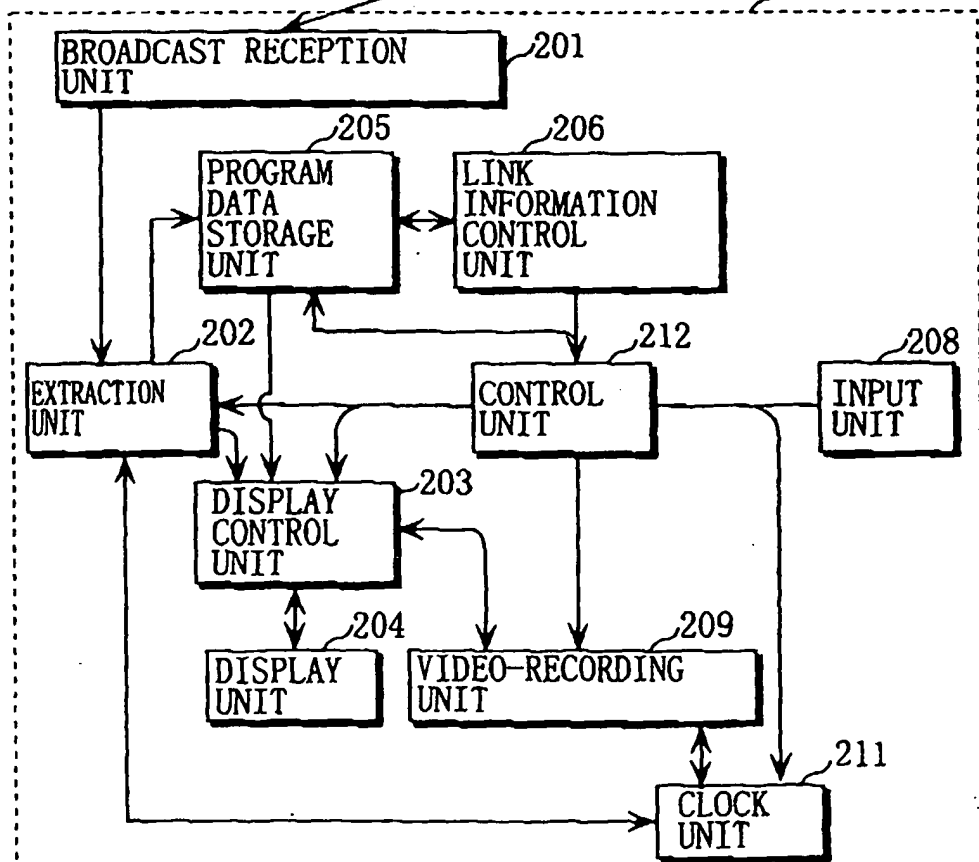 BROADCAST RECEPTION
UNIT
201
205
206
PROGRAM
DATA
STORAGE
UNIT
LINK
INFORMATION
CONTROL
UNIT
202
212
208
EXTRACTION
UNIT
CONTROL
UNIT
INPUT
UNIT
203
DISPLAY
CONTROL
UNIT
204
209
DISPLAY
UNIT
VIDEO-RECORDING
UNIT
211
CLOCK
UNIT